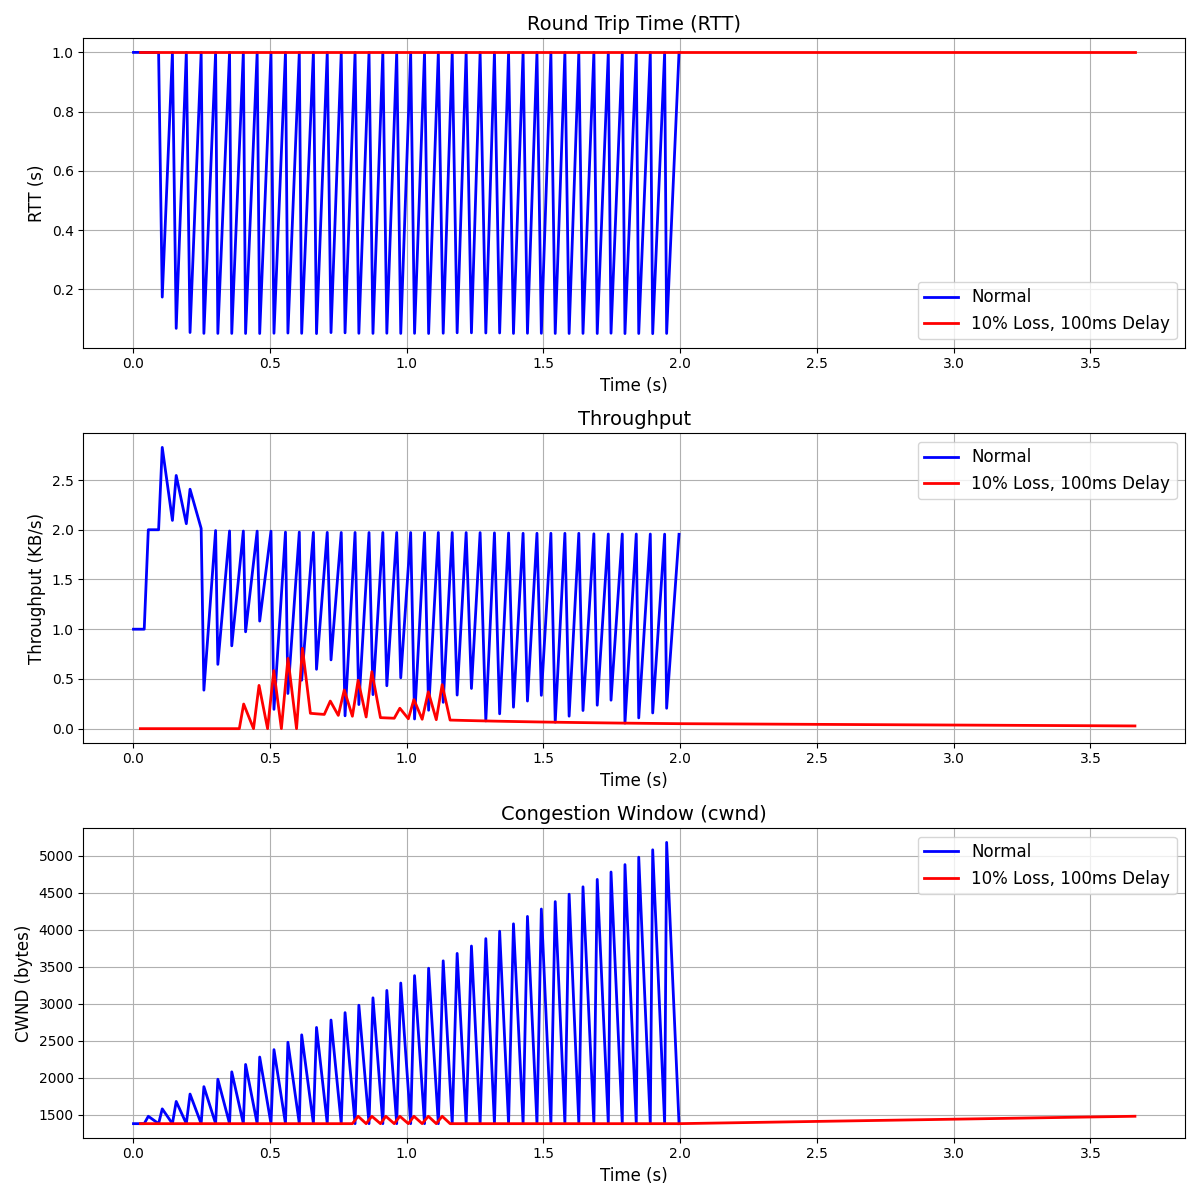 Round Trip Time (RTT)
1.0
0.8
0.6
0.4
0.2
RTT (s)
Normal
10% Loss, 100ms Delay
0.0 0.5 1.0 1.5 2.0 2.5 3.0 3.5
Time (s)
Throughput
2.5
2.0
1.5
1.0
0.5
0.0
Throughput (KB/s)
Normal
10% Loss, 100ms Delay
0.0 0.5 1.0 1.5 2.0 2.5 3.0 3.5
Time (s)
Congestion Window (cwnd)
5000
4500
4000
3500
3000
2500
2000
1500
CWND (bytes)
Normal
10% Loss, 100ms Delay
0.0 0.5 1.0 1.5 2.0 2.5 3.0 3.5
Time (s)